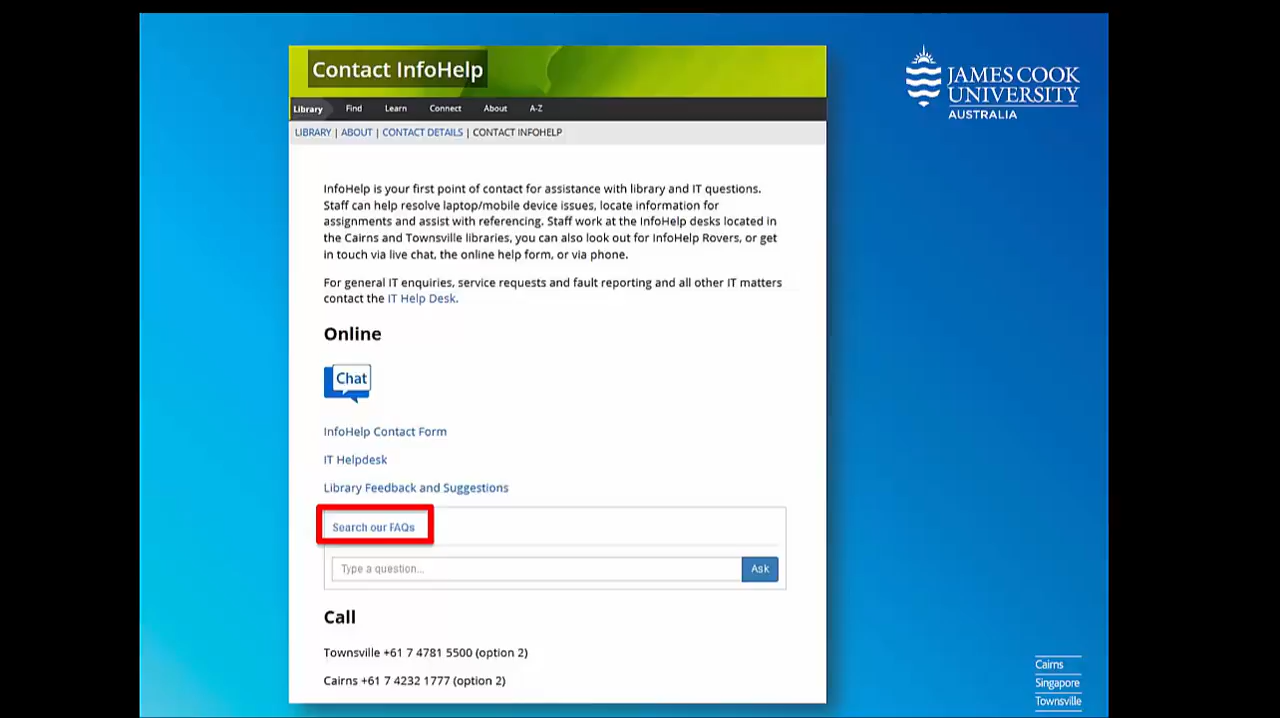 Contact InfoHelp
JAMES COOK
UNIVERSITY
AUSTRALIA
Library Find Learn Connect About A-Z
LIBRARY | ABOUT | CONTACT DETAILS | CONTACT INFOHELP
InfoHelp is your first point of contact for assistance with library and IT questions.
Staff can help resolve laptop/mobile device issues, locate information for
assignments and assist with referencing. Staff work at the InfoHelp desks located in
the Cairns and Townsville libraries, you can also look out for InfoHelp Rovers, or get
in touch via live chat, the online help form, or via phone.
For general IT enquiries, service requests and fault reporting and all other IT matters
contact the IT Help Desk.
Online
Chat
InfoHelp Contact Form
IT Helpdesk
Library Feedback and Suggestions
Search our FAQs
Type a question... Ask
Call
Townsville +61 7 4781 5500 (option 2)
Cairns +61 7 4232 1777 (option 2)
Cairns
Singapore
Townsville